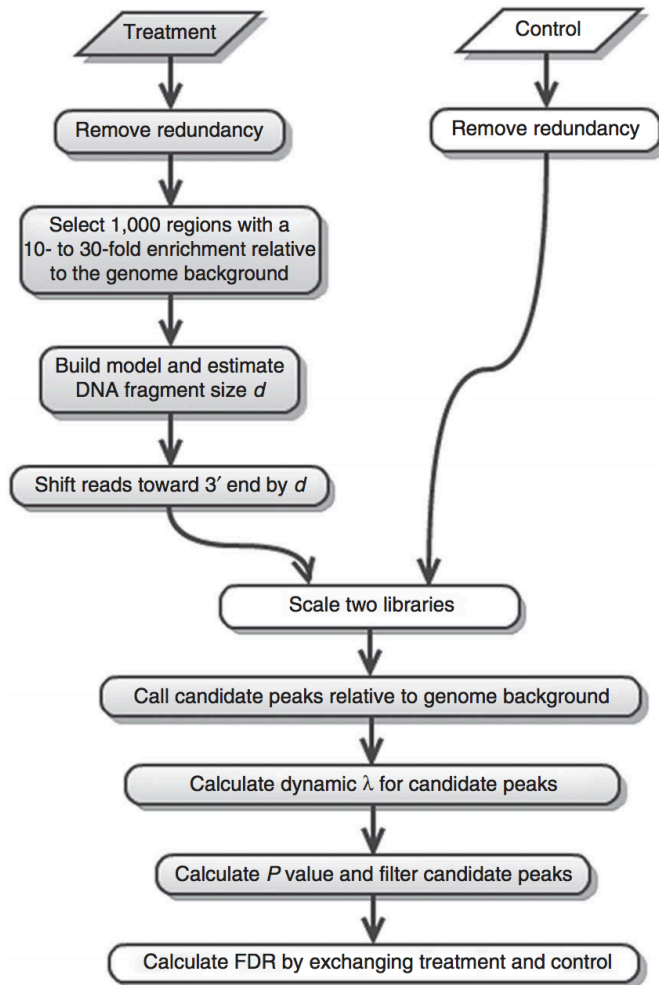 Treatment
Control
Remove redundancy
Remove redundancy
Select 1,000 regions with a
10- to 30-fold enrichment relative
to the genome background
Build model and estimate
DNA fragment size d
Shift reads toward 3′ end by d
Scale two libraries
Call candidate peaks relative to genome background
Calculate dynamic λ for candidate peaks
Calculate P value and filter candidate peaks
Calculate FDR by exchanging treatment and control